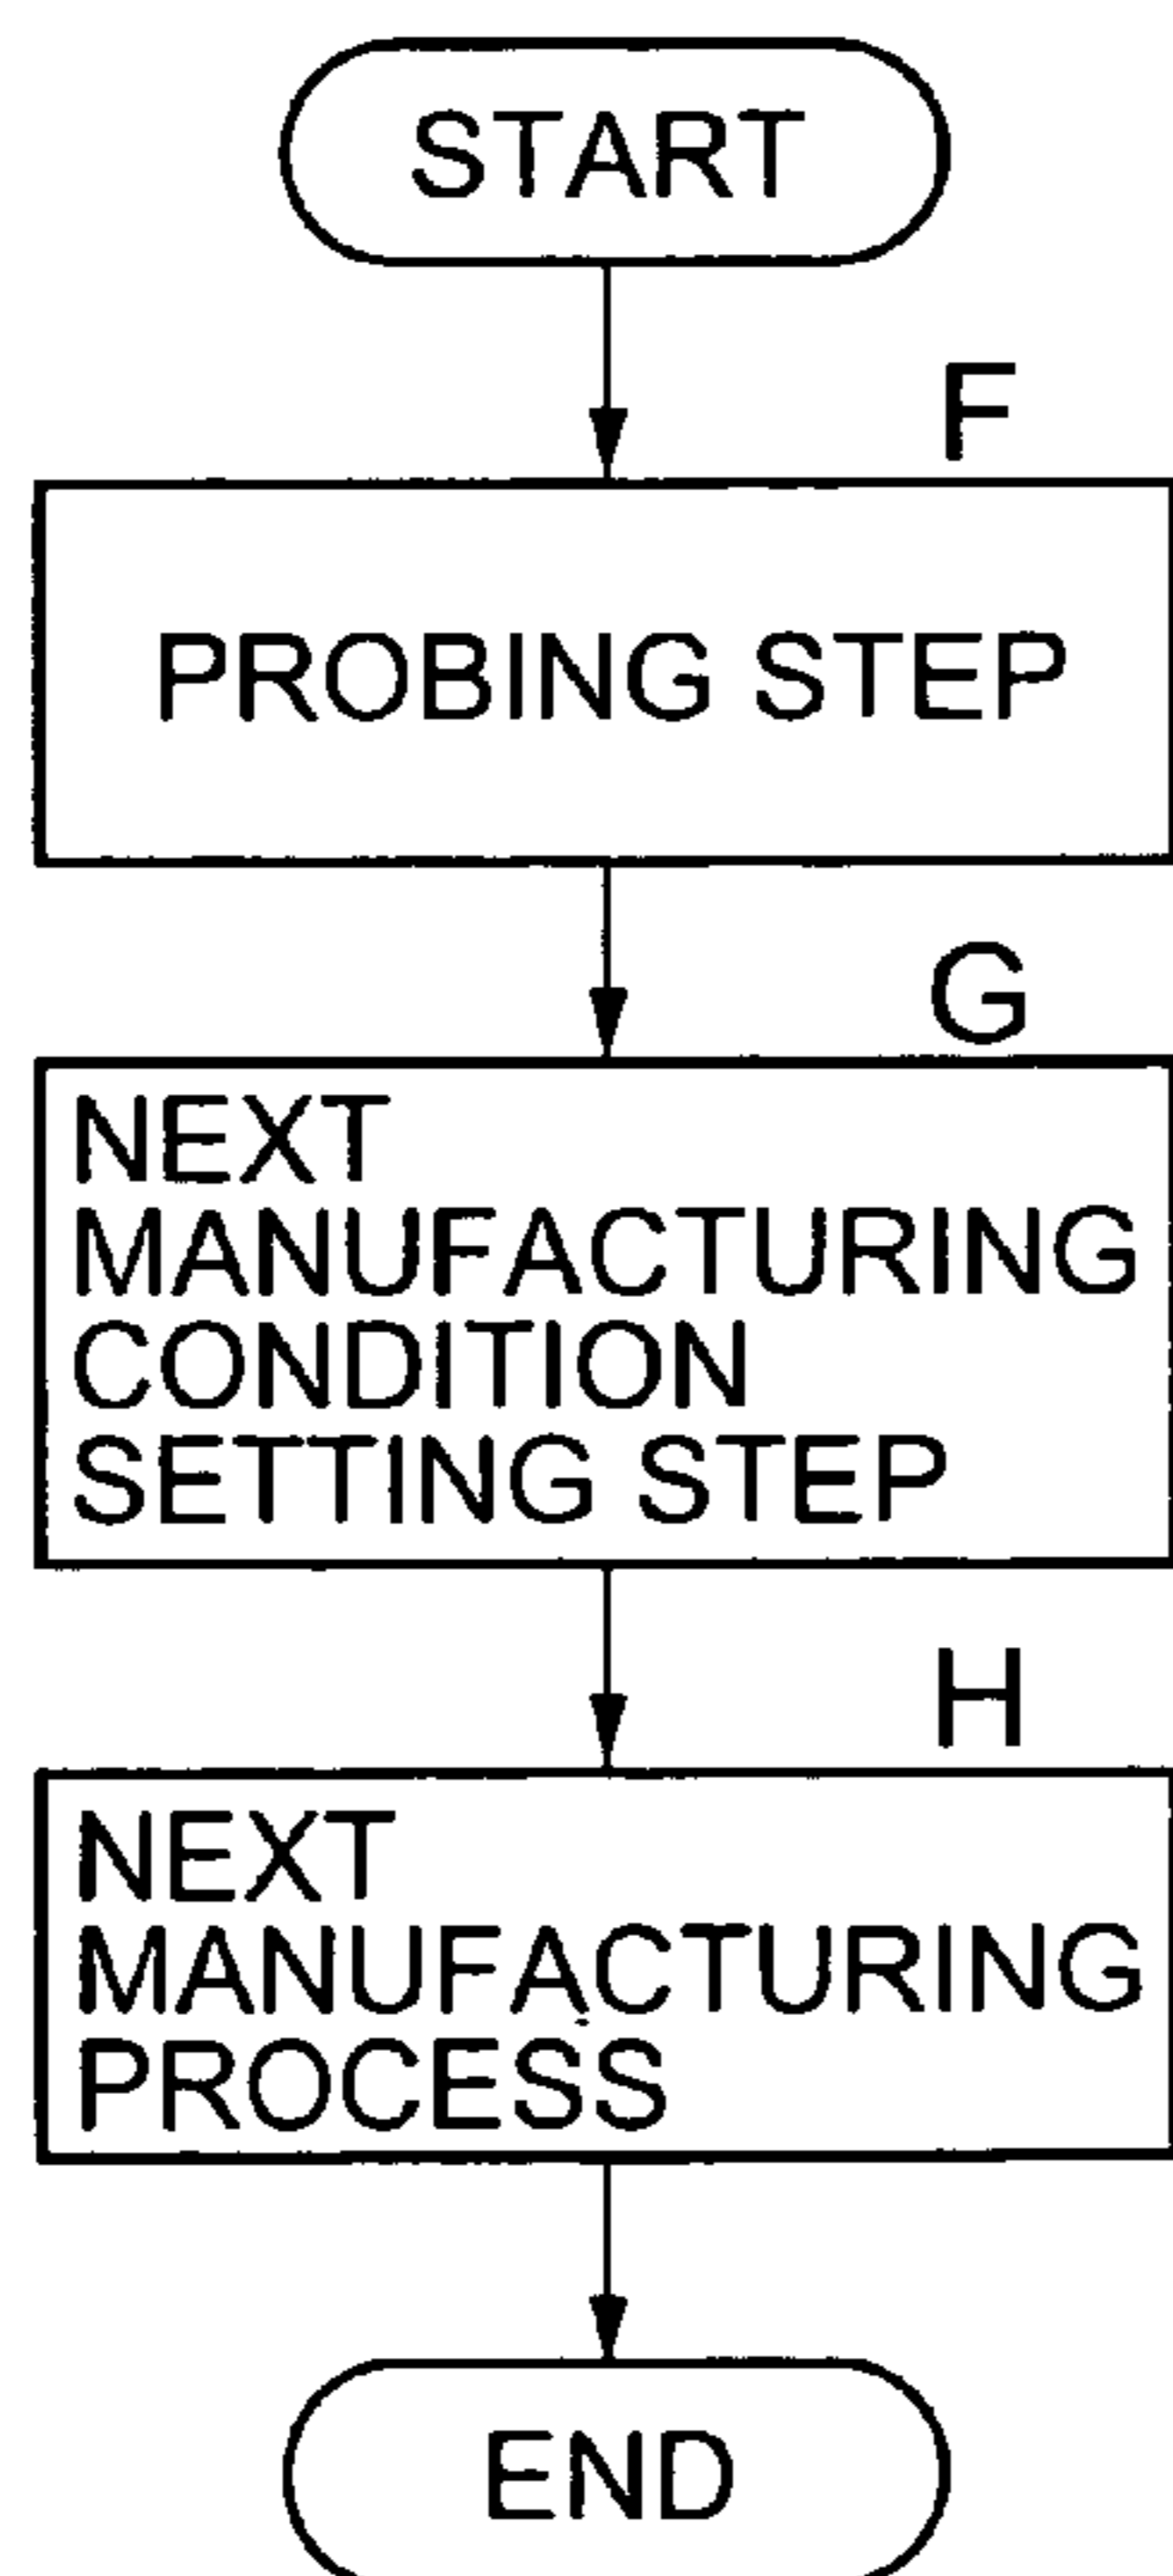 START
F
PROBING STEP
G
NEXT
MANUFACTURING
CONDITION
SETTING STEP
H
NEXT
MANUFACTURING
PROCESS
END